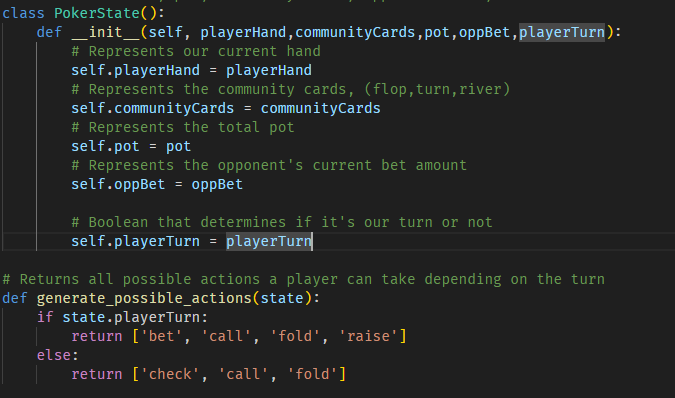 class PokerState():
    def __init__(self, playerHand,communityCards,pot,oppBet,playerTurn):
        # Represents our current hand
        self.playerHand = playerHand
        # Represents the community cards, (flop,turn,river)
        self.communityCards = communityCards
        # Represents the total pot
        self.pot = pot
        # Represents the opponent's current bet amount
        self.oppBet = oppBet

        # Boolean that determines if it's our turn or not
        self.playerTurn = playerTurn

# Returns all possible actions a player can take depending on the turn
def generate_possible_actions(state):
    if state.playerTurn:
        return ['bet', 'call', 'fold', 'raise']
    else:
        return ['check', 'call', 'fold']